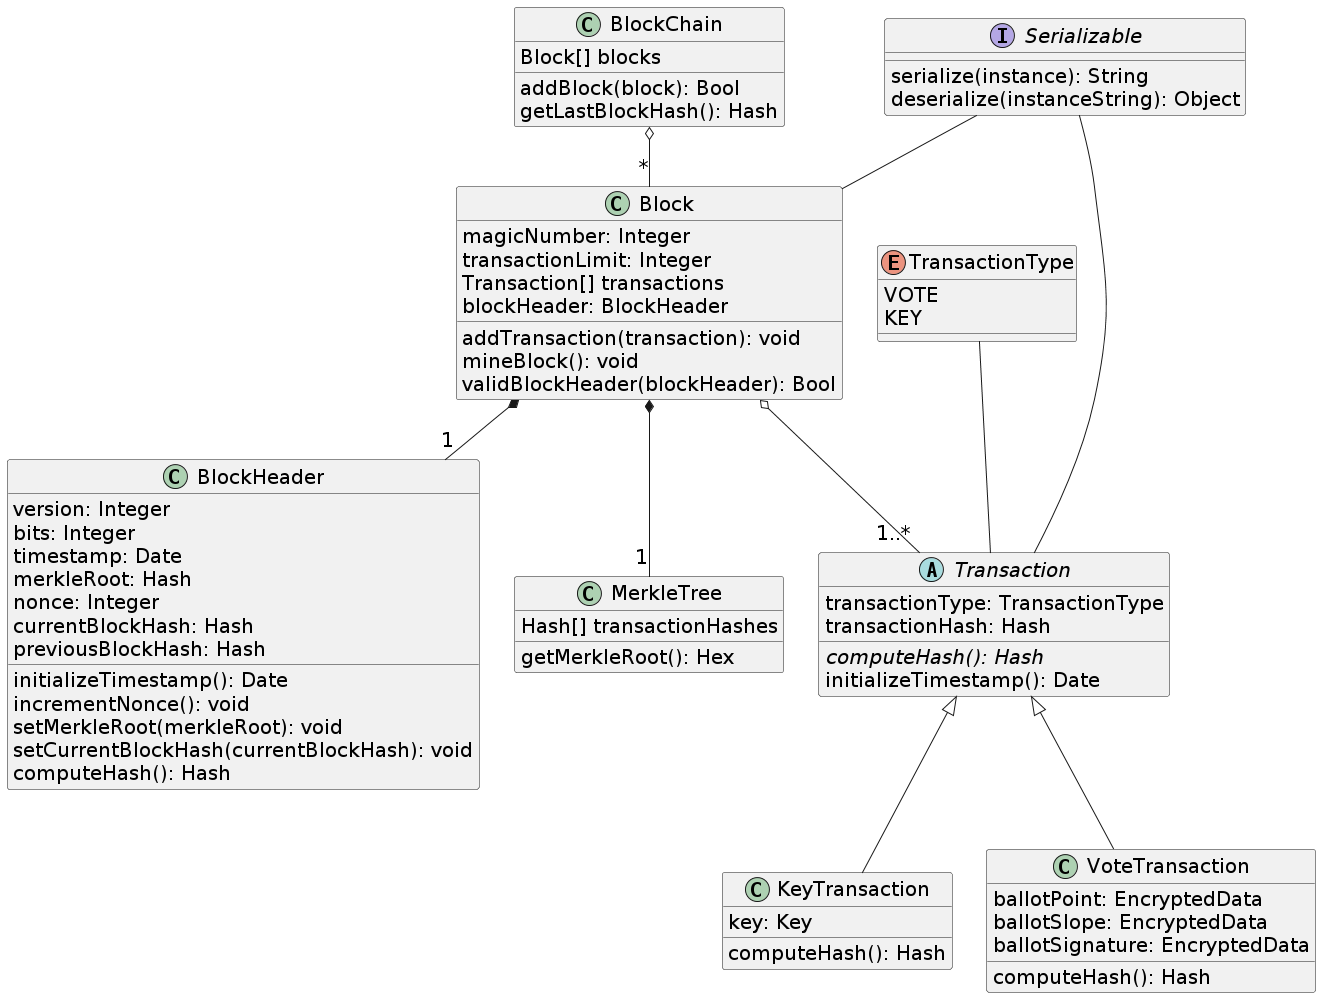 C BlockChain
Block[] blocks
addBlock(block): Bool
getLastBlockHash(): Hash
I Serializable
serialize(instance): String
deserialize(instanceString): Object
*
C Block
magicNumber: Integer
transactionLimit: Integer
Transaction[] transactions
blockHeader: BlockHeader
addTransaction(transaction): void
mineBlock(): void
validBlockHeader(blockHeader): Bool
E TransactionType
VOTE
KEY
1
C BlockHeader
version: Integer
bits: Integer
timestamp: Date
merkleRoot: Hash
nonce: Integer
currentBlockHash: Hash
previousBlockHash: Hash
initializeTimestamp(): Date
incrementNonce(): void
setMerkleRoot(merkleRoot): void
setCurrentBlockHash(currentBlockHash): void
computeHash(): Hash
1
C MerkleTree
Hash[] transactionHashes
getMerkleRoot(): Hex
1..*
A Transaction
transactionType: TransactionType
transactionHash: Hash
computeHash(): Hash
initializeTimestamp(): Date
C KeyTransaction
key: Key
computeHash(): Hash
C VoteTransaction
ballotPoint: EncryptedData
ballotSlope: EncryptedData
ballotSignature: EncryptedData
computeHash(): Hash